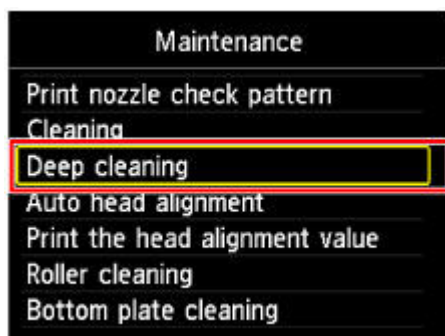 Maintenance
Print nozzle check pattern
Cleaning
Deep cleaning
Auto head alignment
Print the head alignment value
Roller cleaning
Bottom plate cleaning